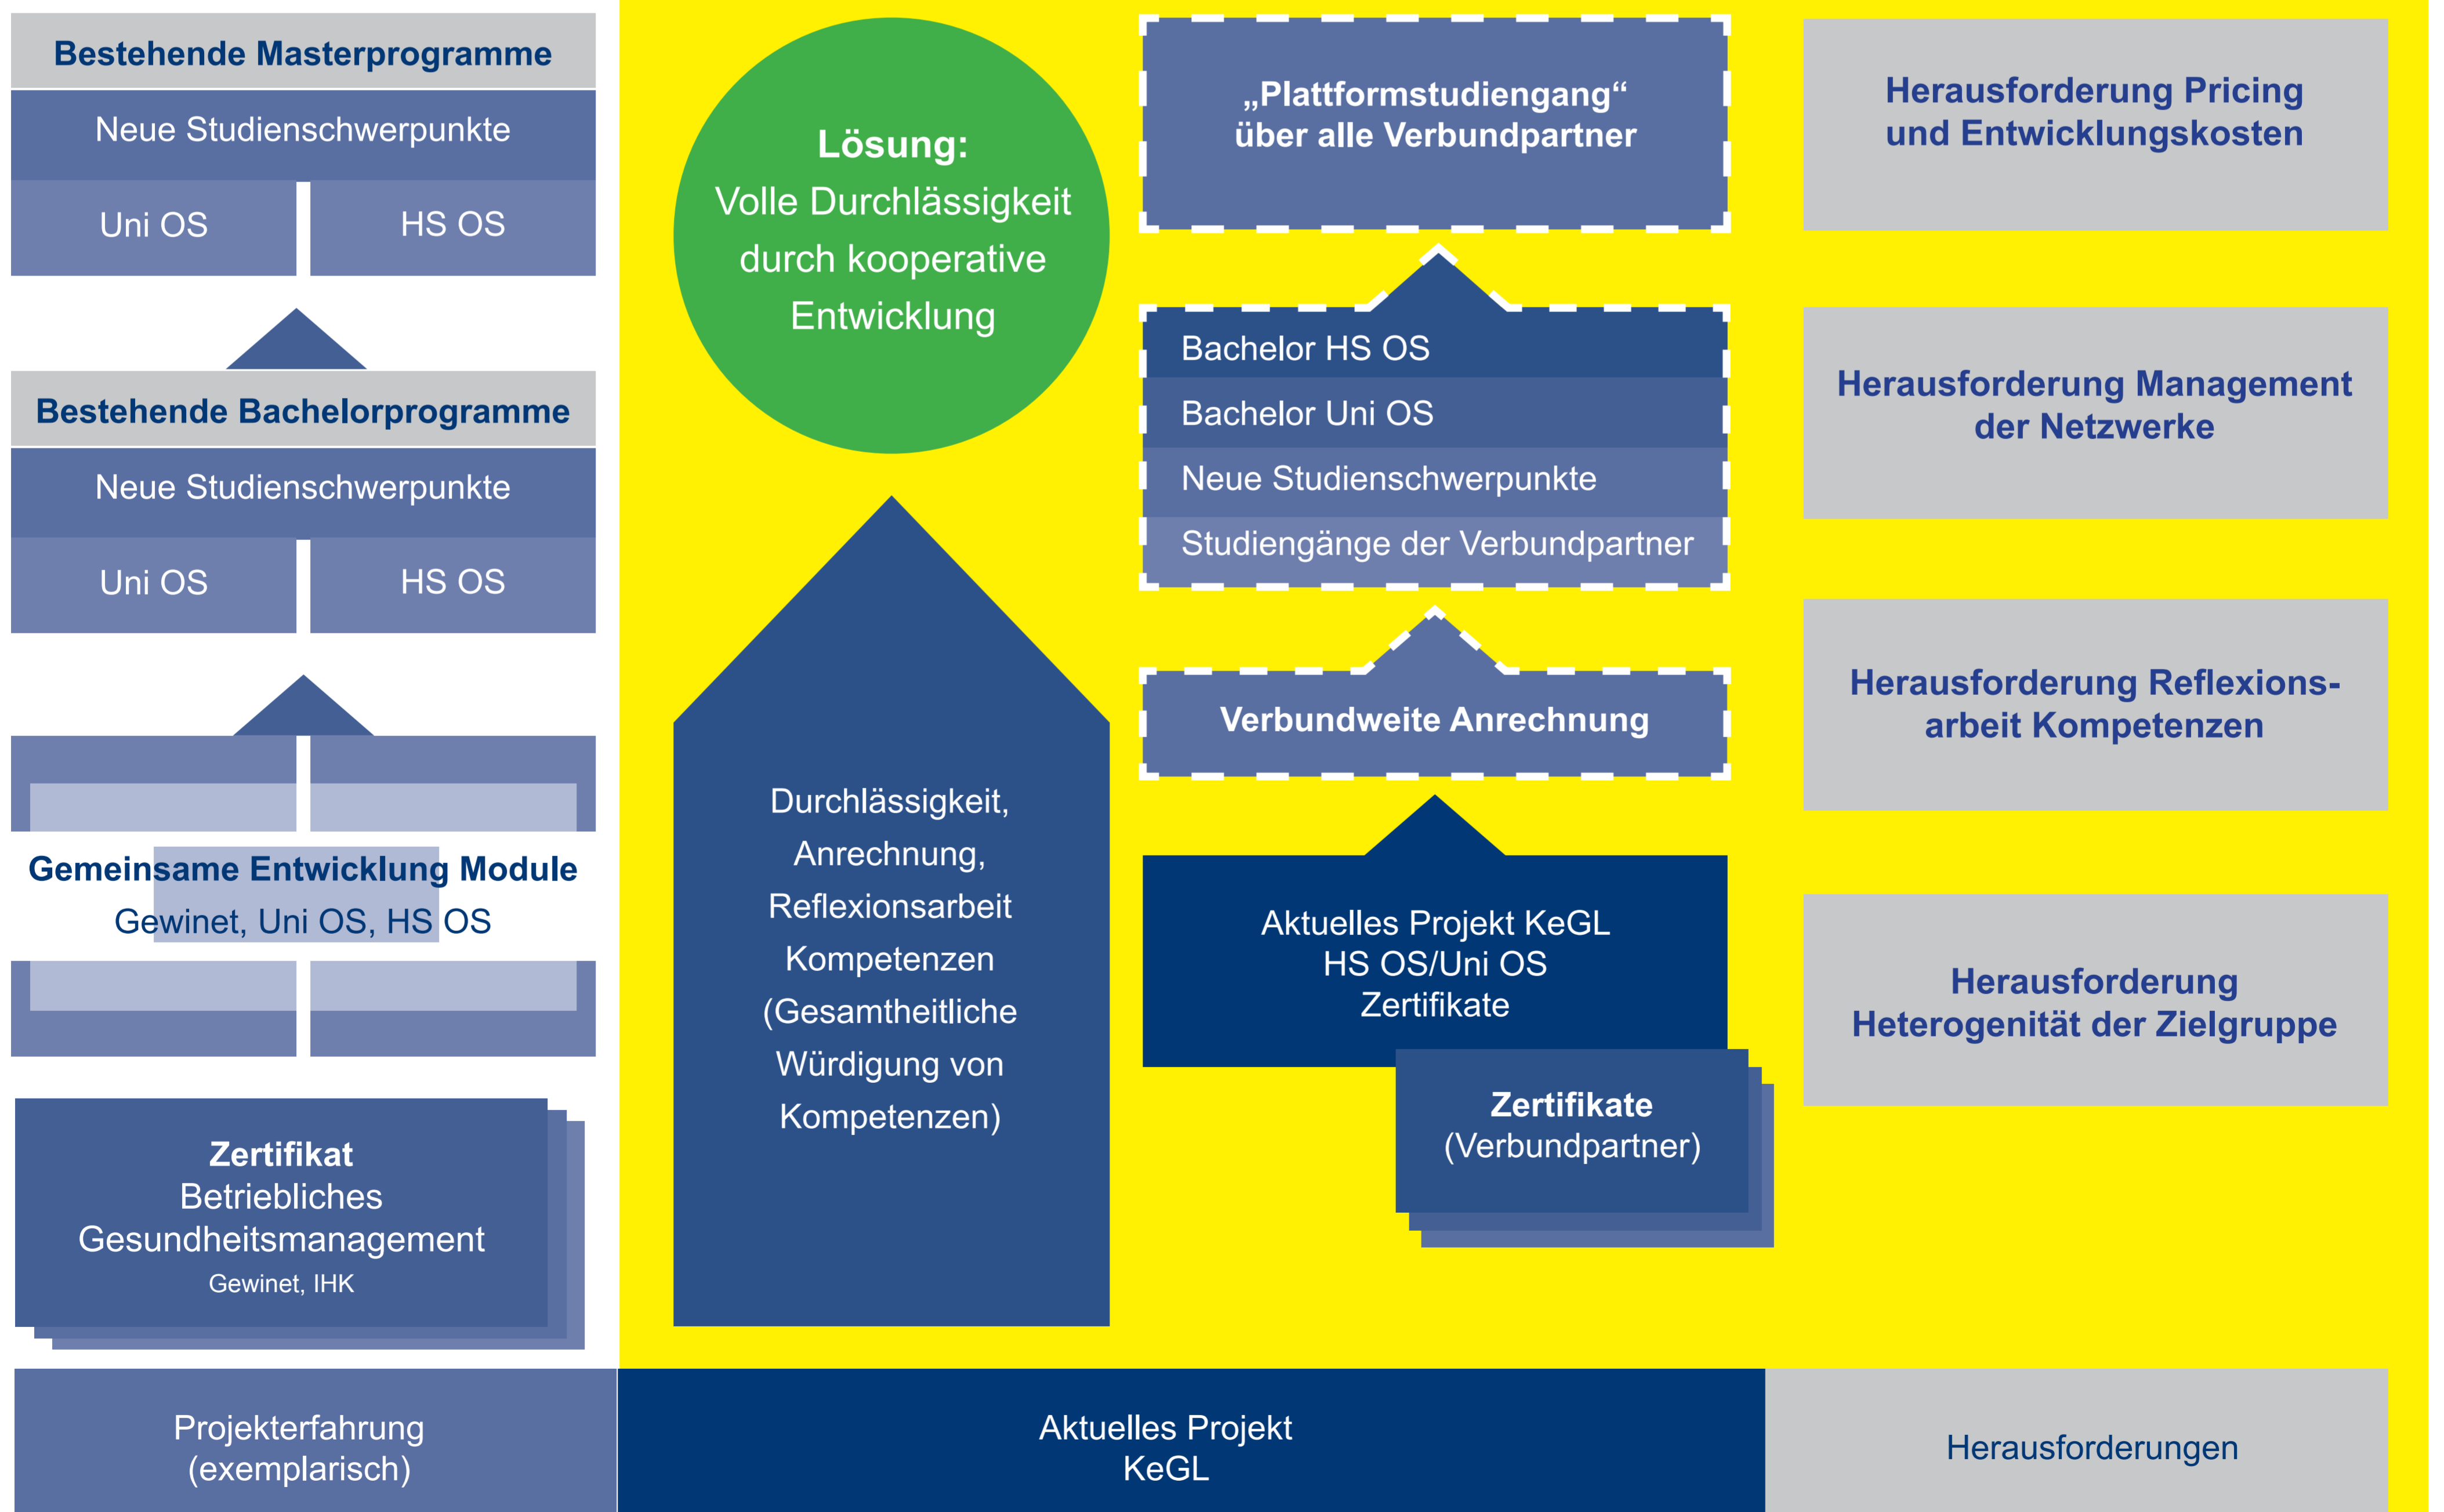 Bestehende Masterprogramme
Neue Studienschwerpunkte
Uni OS
HS OS
Bestehende Bachelorprogramme
Neue Studienschwerpunkte
Uni OS
HS OS
Gemeinsame Entwicklung Module
Gewinet, Uni OS, HS OS
Zertifikat
Betriebliches
Gesundheitsmanagement
Gewinet, IHK
Projekterfahrung
(exemplarisch)
Lösung:
Volle Durchlässigkeit
durch kooperative
Entwicklung
Durchlässigkeit,
Anrechnung,
Reflexionsarbeit
Kompetenzen
(Gesamtheitliche
Würdigung von
Kompetenzen)
„Plattformstudiengang“
über alle Verbundpartner
Bachelor HS OS
Bachelor Uni OS
Neue Studienschwerpunkte
Studiengänge der Verbundpartner
Verbundweite Anrechnung
Aktuelles Projekt KeGL
HS OS/Uni OS
Zertifikate
Zertifikate
(Verbundpartner)
Aktuelles Projekt
KeGL
Herausforderung Pricing
und Entwicklungskosten
Herausforderung Management
der Netzwerke
Herausforderung Reflexions-
arbeit Kompetenzen
Herausforderung
Heterogenität der Zielgruppe
Herausforderungen